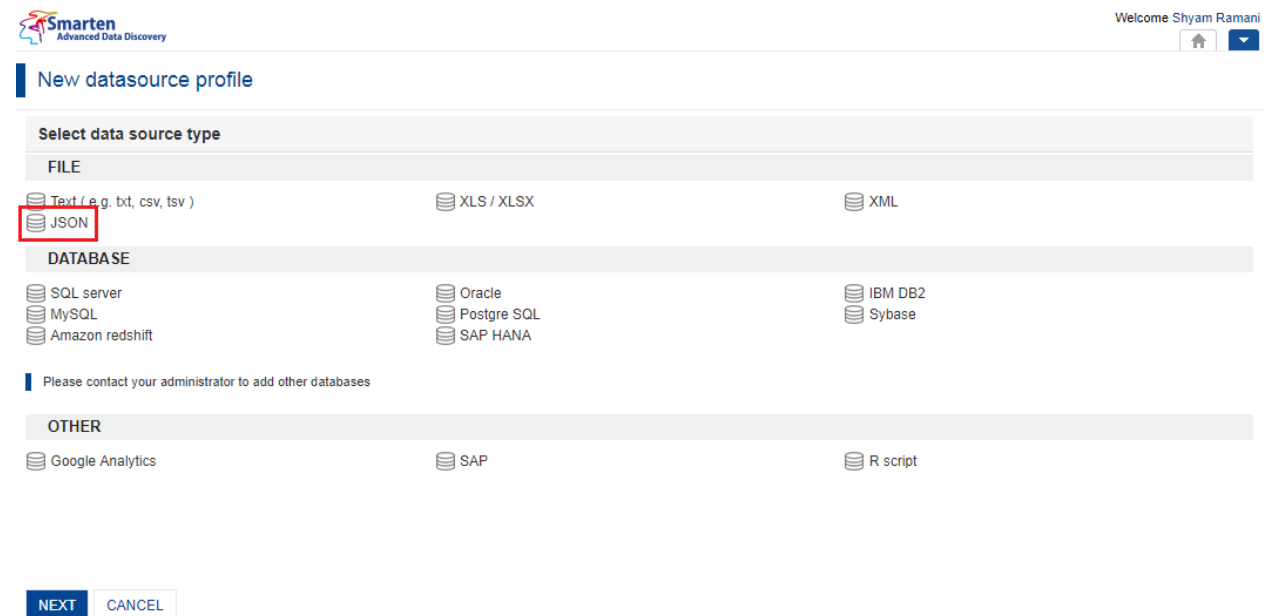 Smarten
Advanced Data Discovery
Welcome Shyam Ramani
New datasource profile
Select data source type
FILE
Text ( e.g. txt, csv, tsv ) XLS / XLSX XML
JSON
DATABASE
SQL server Oracle IBM DB2
MySQL Postgre SQL Sybase
Amazon redshift SAP HANA
Please contact your administrator to add other databases
OTHER
Google Analytics SAP R script
NEXT CANCEL